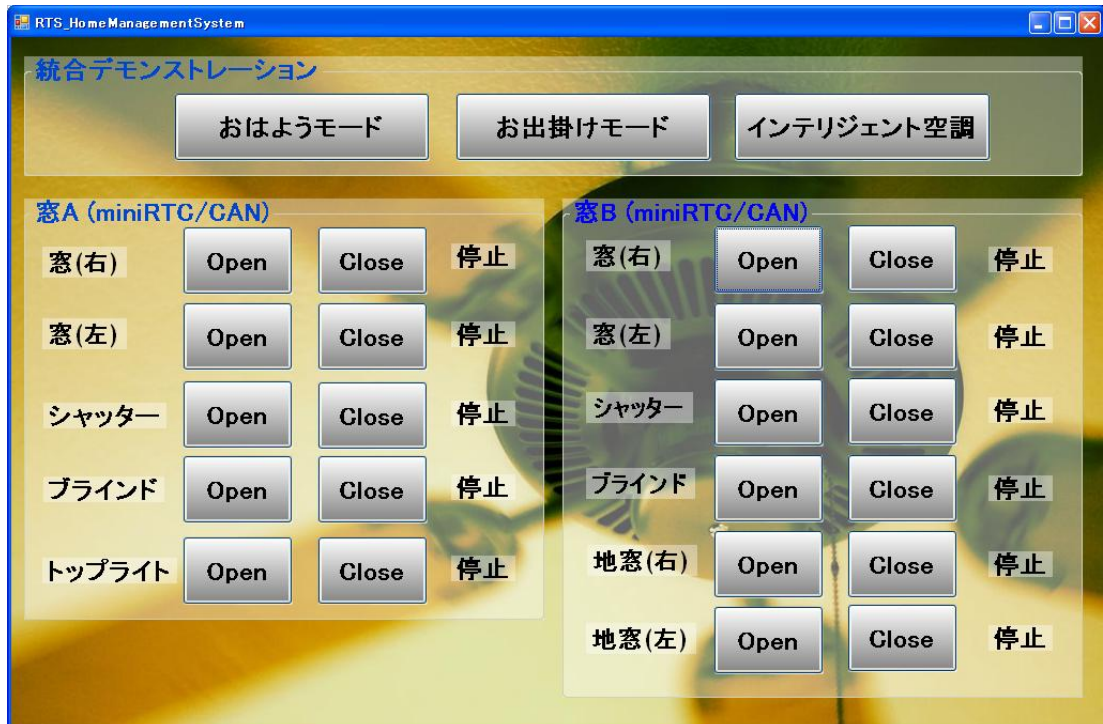 RTS_HomeManagementSystem
統合デモンストレーション
おはようモード お出掛けモード インテリジェント空調
窓A (miniRTC/CAN)
窓(右) Open Close 停止
窓(左) Open Close 停止
シャッター Open Close 停止
ブラインド Open Close 停止
トップライト Open Close 停止
窓B (miniRTC/CAN)
窓(右) Open Close 停止
窓(左) Open Close 停止
シャッター Open Close 停止
ブラインド Open Close 停止
地窓(右) Open Close 停止
地窓(左) Open Close 停止